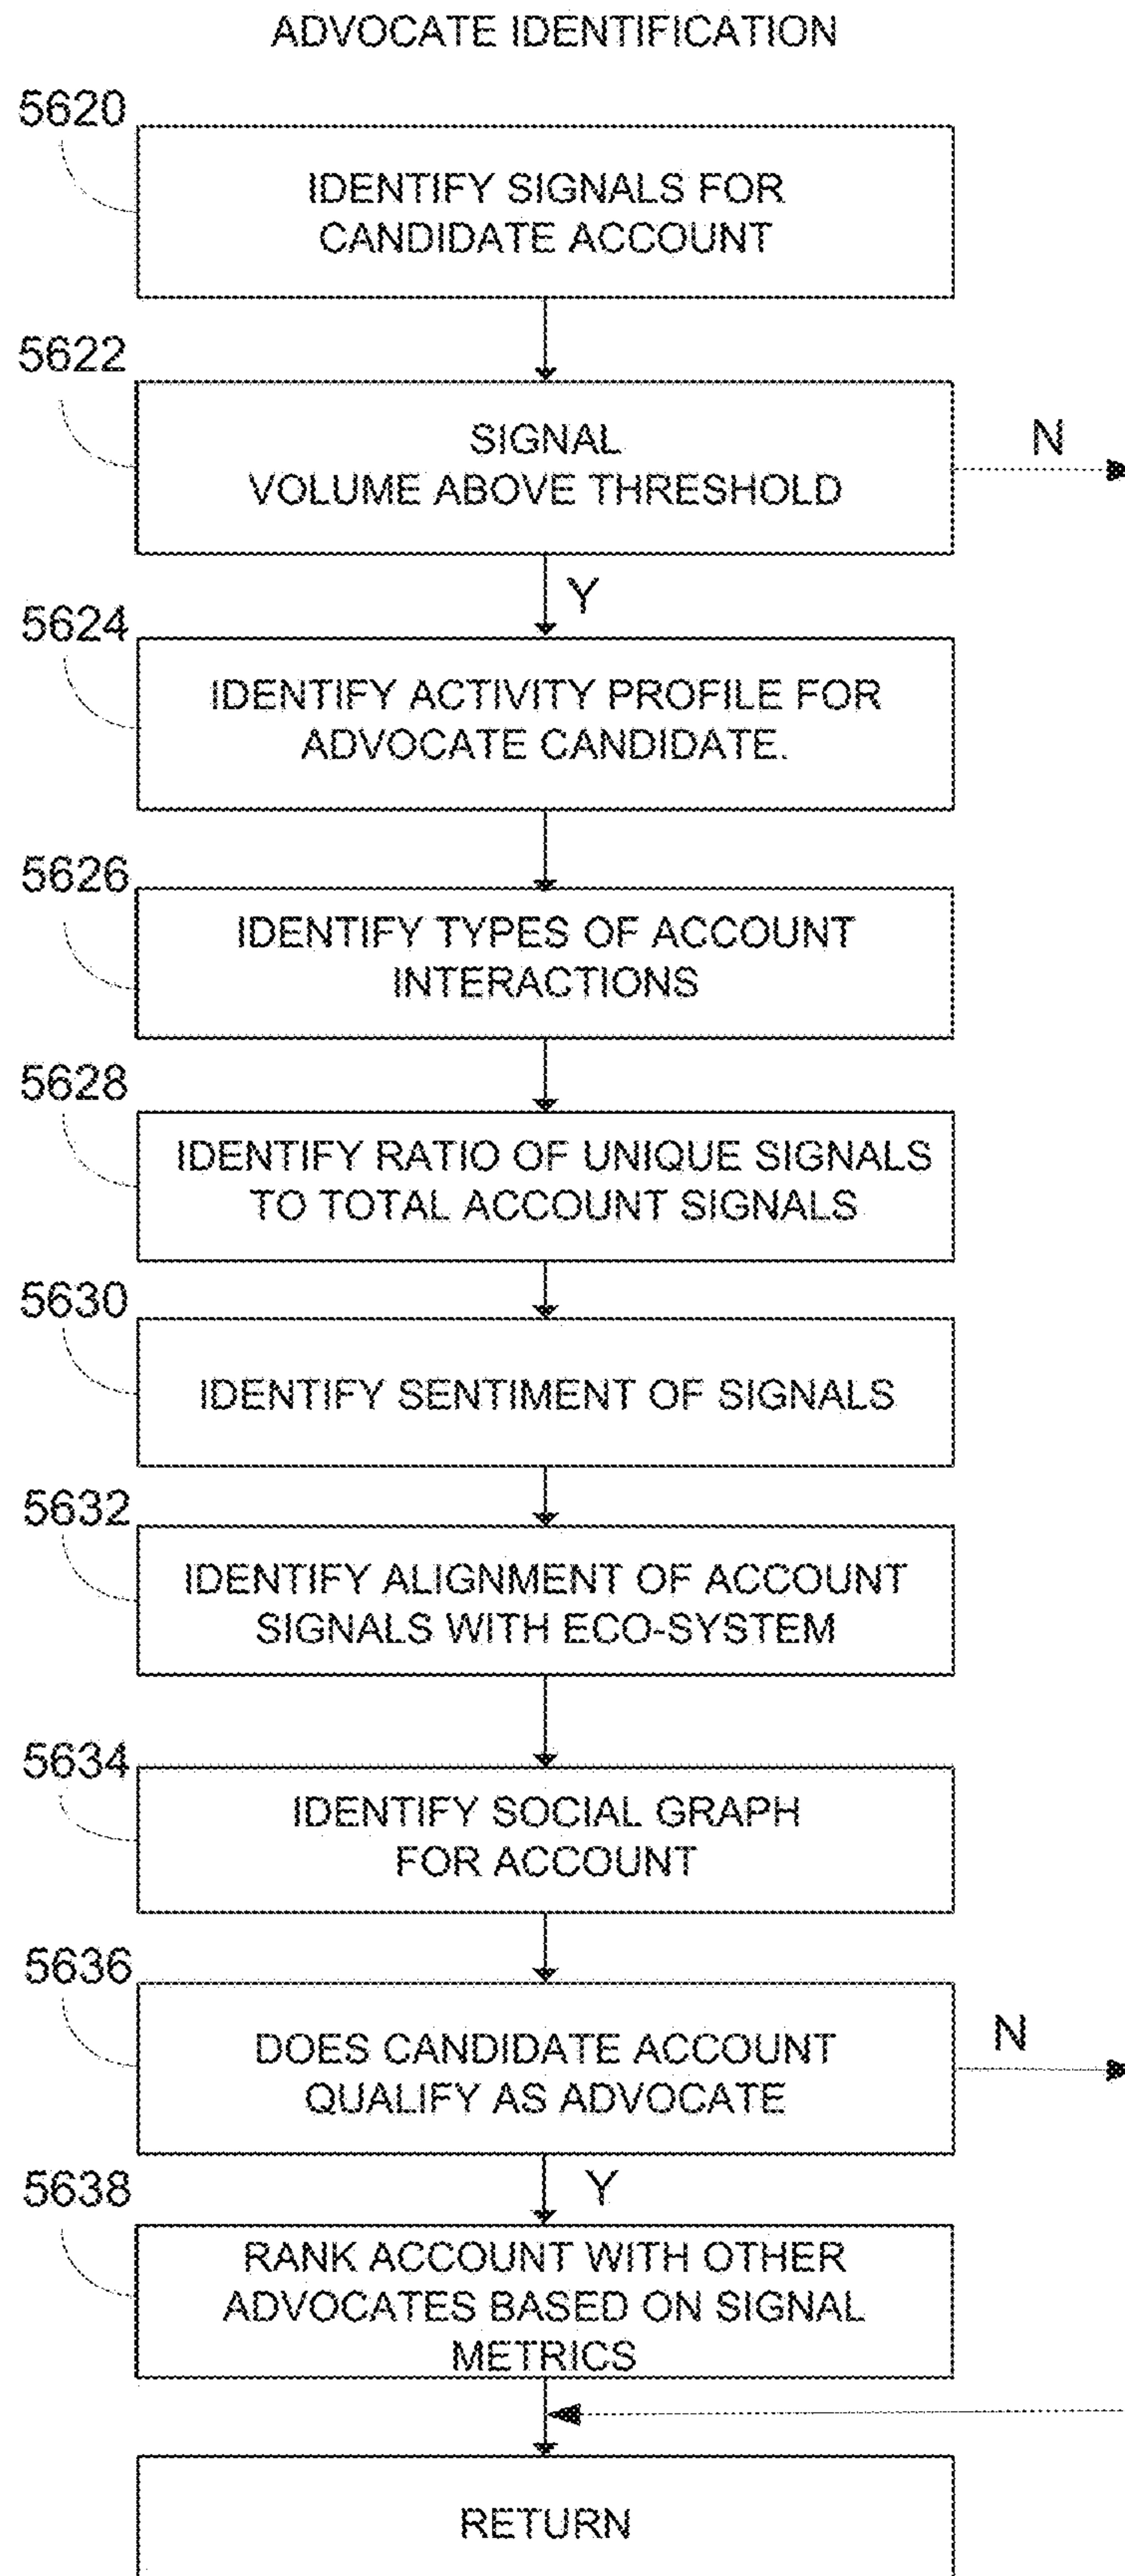 ADVOCATE IDENTIFICATION
5620
IDENTIFY SIGNALS FOR
CANDIDATE ACCOUNT
5622
SIGNAL
VOLUME ABOVE THRESHOLD
N
Y
5624
IDENTIFY ACTIVITY PROFILE FOR
ADVOCATE CANDIDATE.
5626
IDENTIFY TYPES OF ACCOUNT
INTERACTIONS
5628
IDENTIFY RATIO OF UNIQUE SIGNALS
TO TOTAL ACCOUNT SIGNALS
5630
IDENTIFY SENTIMENT OF SIGNALS
5632
IDENTIFY ALIGNMENT OF ACCOUNT
SIGNALS WITH ECO-SYSTEM
5634
IDENTIFY SOCIAL GRAPH
FOR ACCOUNT
5636
DOES CANDIDATE ACCOUNT
QUALIFY AS ADVOCATE
N
Y
5638
RANK ACCOUNT WITH OTHER
ADVOCATES BASED ON SIGNAL
METRICS
RETURN